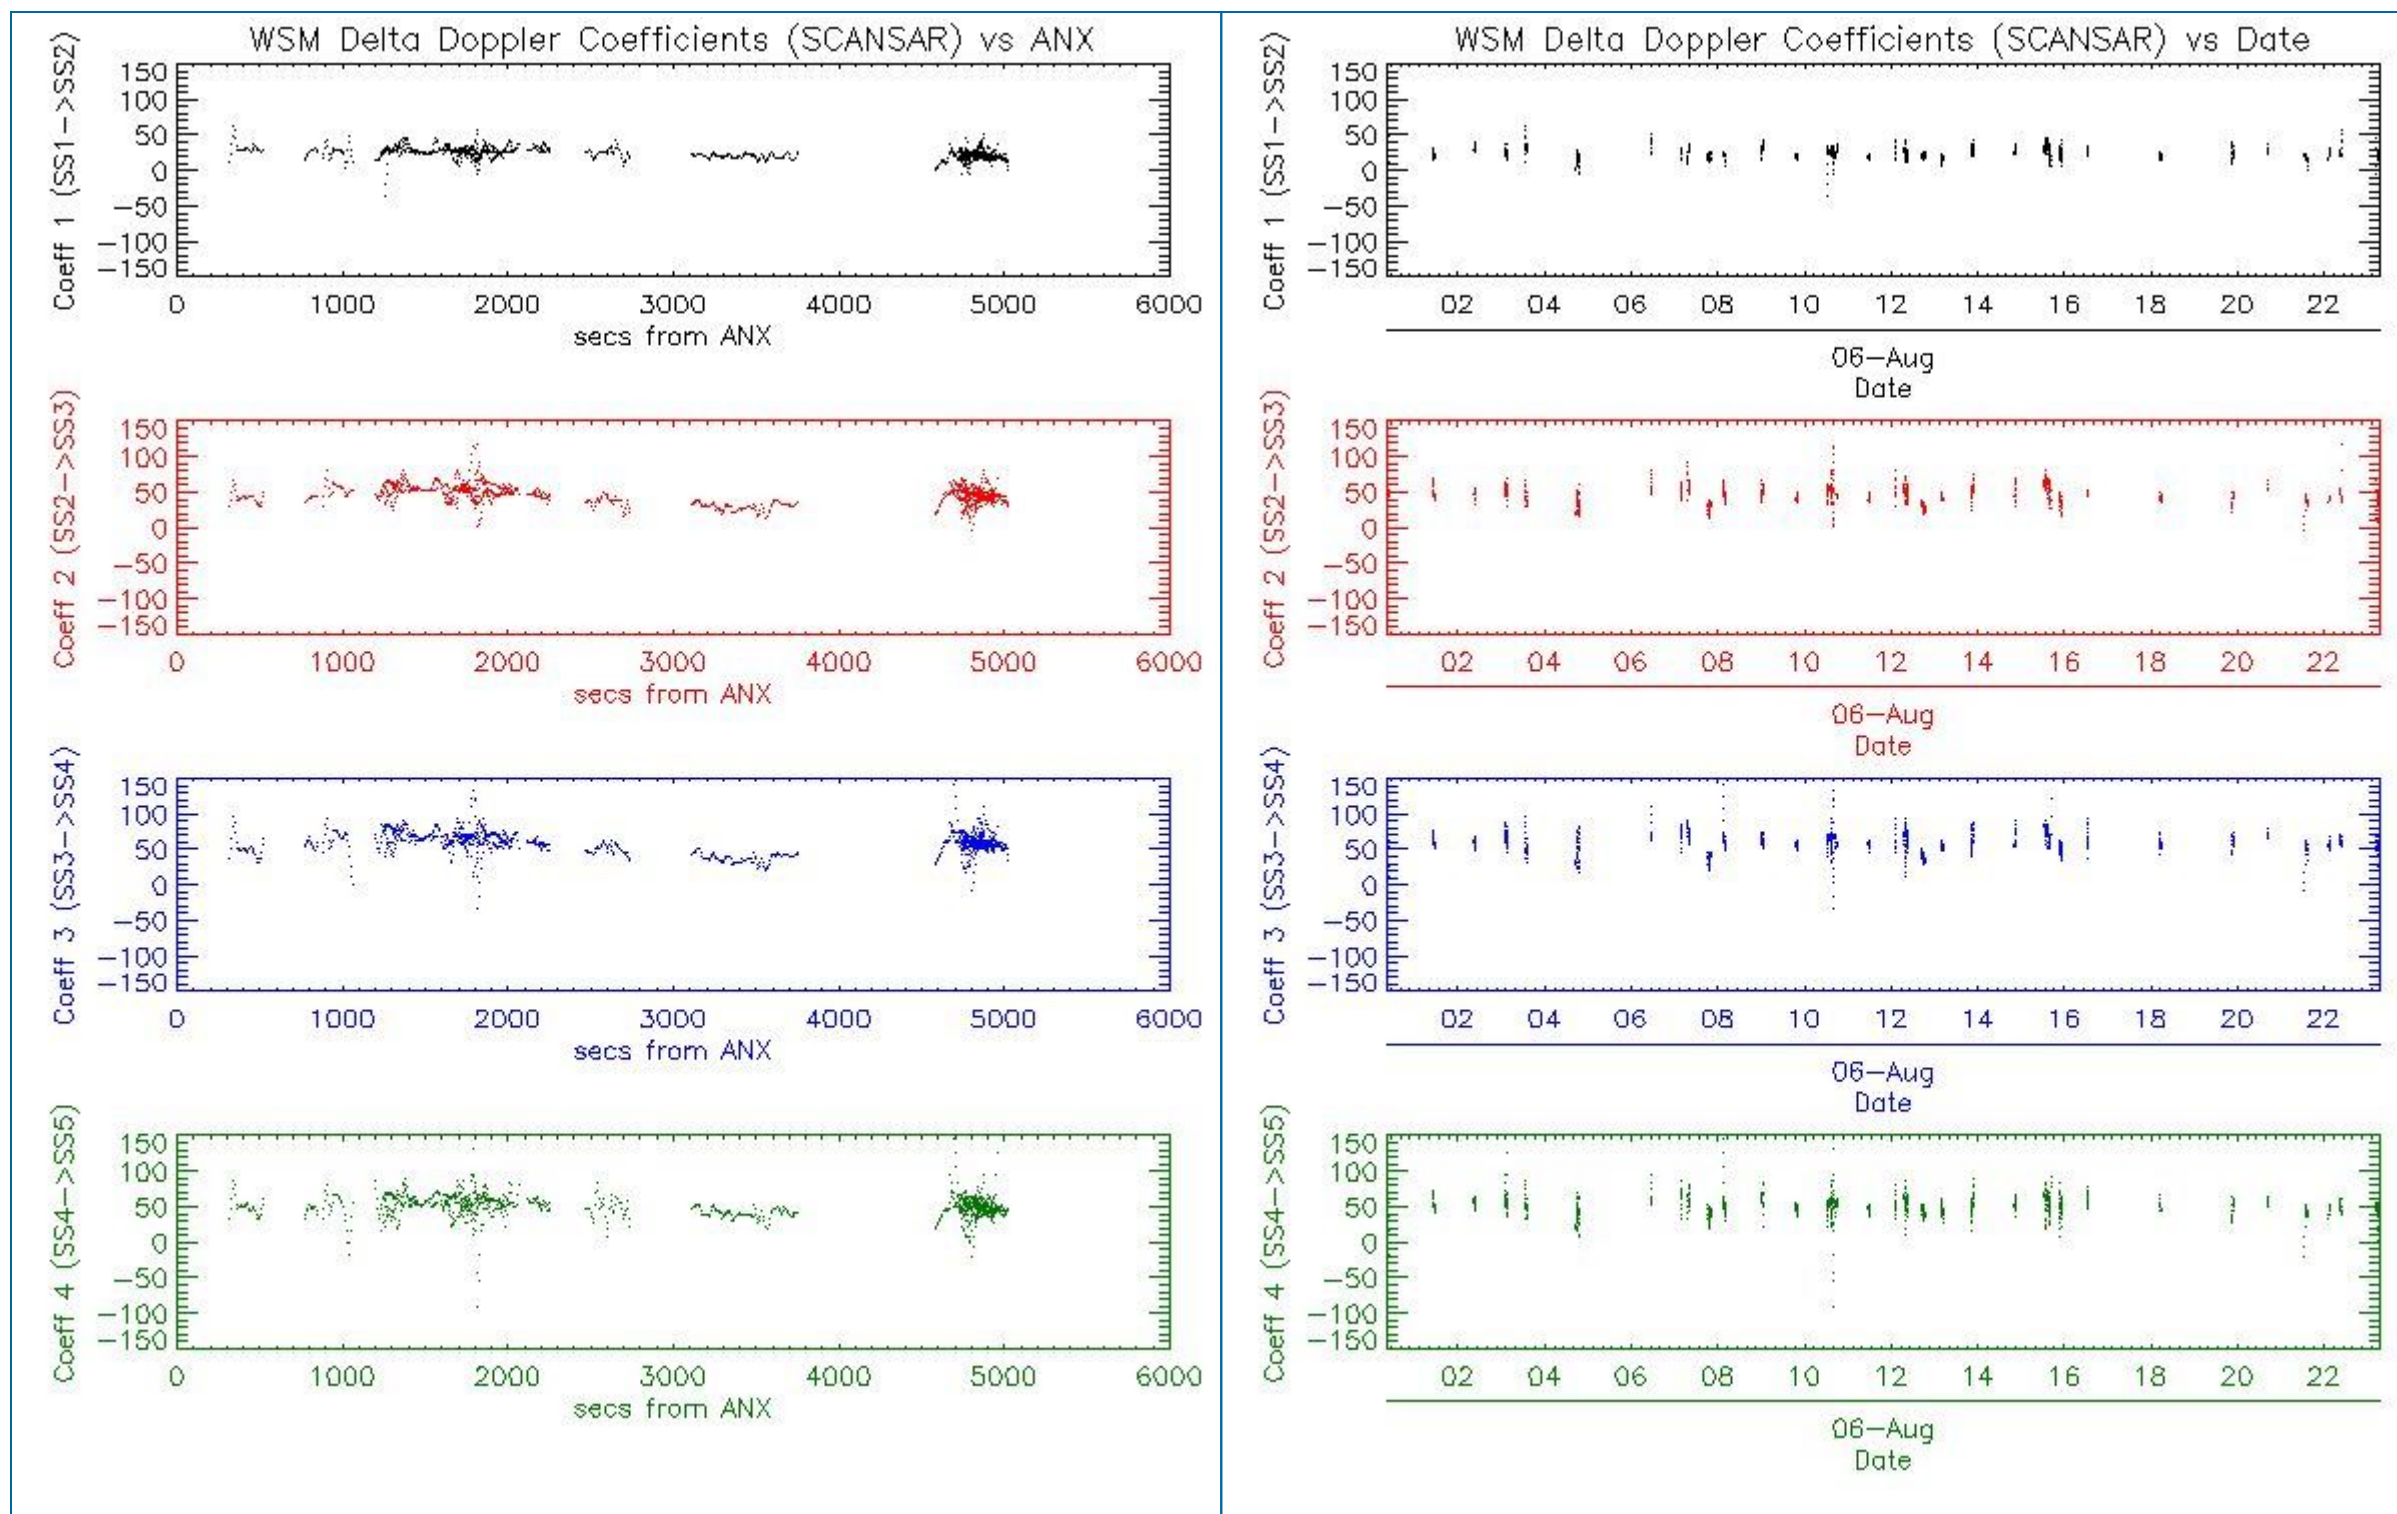 WSM Delta Doppler Coefficients (SCANSAR) vs ANX
Coeff 1 (SS1->SS2)
150
100
50
0
-50
-100
-150
0 1000 2000 3000 4000 5000 6000
secs from ANX
Coeff 2 (SS2->SS3)
150
100
50
0
-50
-100
-150
0 1000 2000 3000 4000 5000 6000
secs from ANX
Coeff 3 (SS3->SS4)
150
100
50
0
-50
-100
-150
0 1000 2000 3000 4000 5000 6000
secs from ANX
Coeff 4 (SS4->SS5)
150
100
50
0
-50
-100
-150
0 1000 2000 3000 4000 5000 6000
secs from ANX
WSM Delta Doppler Coefficients (SCANSAR) vs Date
Coeff 1 (SS1->SS2)
150
100
50
0
-50
-100
-150
02 04 06 08 10 12 14 16 18 20 22
06-Aug
Date
Coeff 2 (SS2->SS3)
150
100
50
0
-50
-100
-150
02 04 06 08 10 12 14 16 18 20 22
06-Aug
Date
Coeff 3 (SS3->SS4)
150
100
50
0
-50
-100
-150
02 04 06 08 10 12 14 16 18 20 22
06-Aug
Date
Coeff 4 (SS4->SS5)
150
100
50
0
-50
-100
-150
02 04 06 08 10 12 14 16 18 20 22
06-Aug
Date